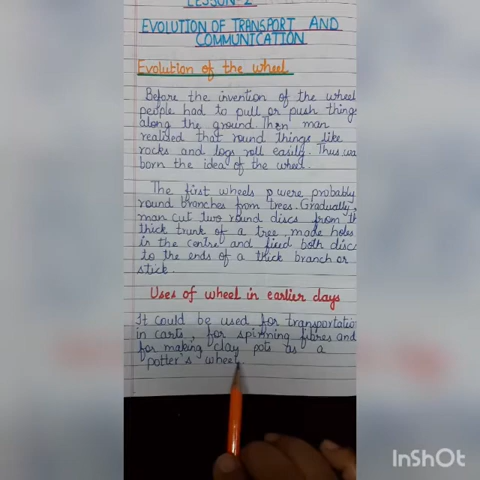 LESSON-2
EVOLUTION OF TRANSPORT AND
COMMUNICATION
Evolution of the wheel
Before the invention of the wheel
people had to pull or push things
along the ground. Then man
realized that round things like
rocks and logs roll easily. Thus wa
born the idea of the wheel.
The first wheels were probably
round branches from trees. Gradually,
man cut two round discs from th
thick trunk of a tree, made holes
in the centre and fixed both disc
to the ends of a thick branch or
stick.
Uses of wheel in earlier days
It could be used for transportatio
in carts, for spinning fibres and
for making clay pots as a
potter's wheel
InShOt